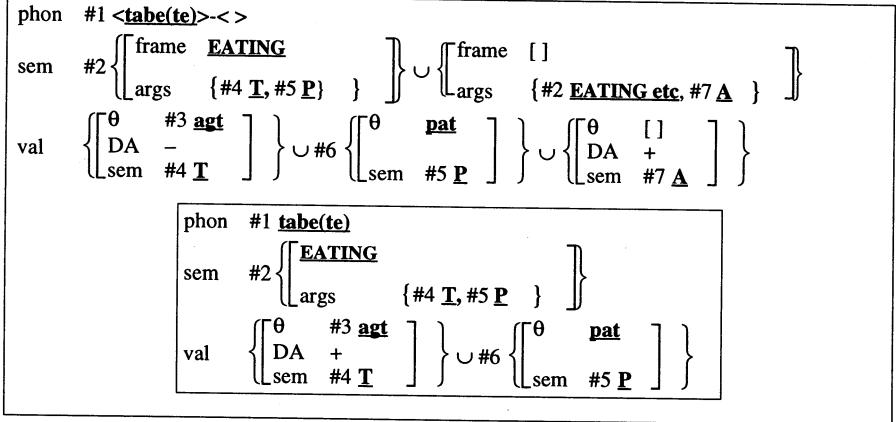 phon #1 <tabe(te)>-< >
sem #2 { [ frame EATING
args {#4 T, #5 P} } ] } ∪ { [ frame [ ]
args {#2 EATING etc, #7 A } ] }
val { [ θ #3 agt
DA –
sem #4 T ] } ∪ #6 { [ θ pat
sem #5 P ] } ∪ { [ θ [ ]
DA +
sem #7 A ] }
phon #1 tabe(te)
sem #2 { [ EATING
args {#4 T, #5 P } ] }
val { [ θ #3 agt
DA +
sem #4 T ] } ∪ #6 { [ θ pat
sem #5 P ] }